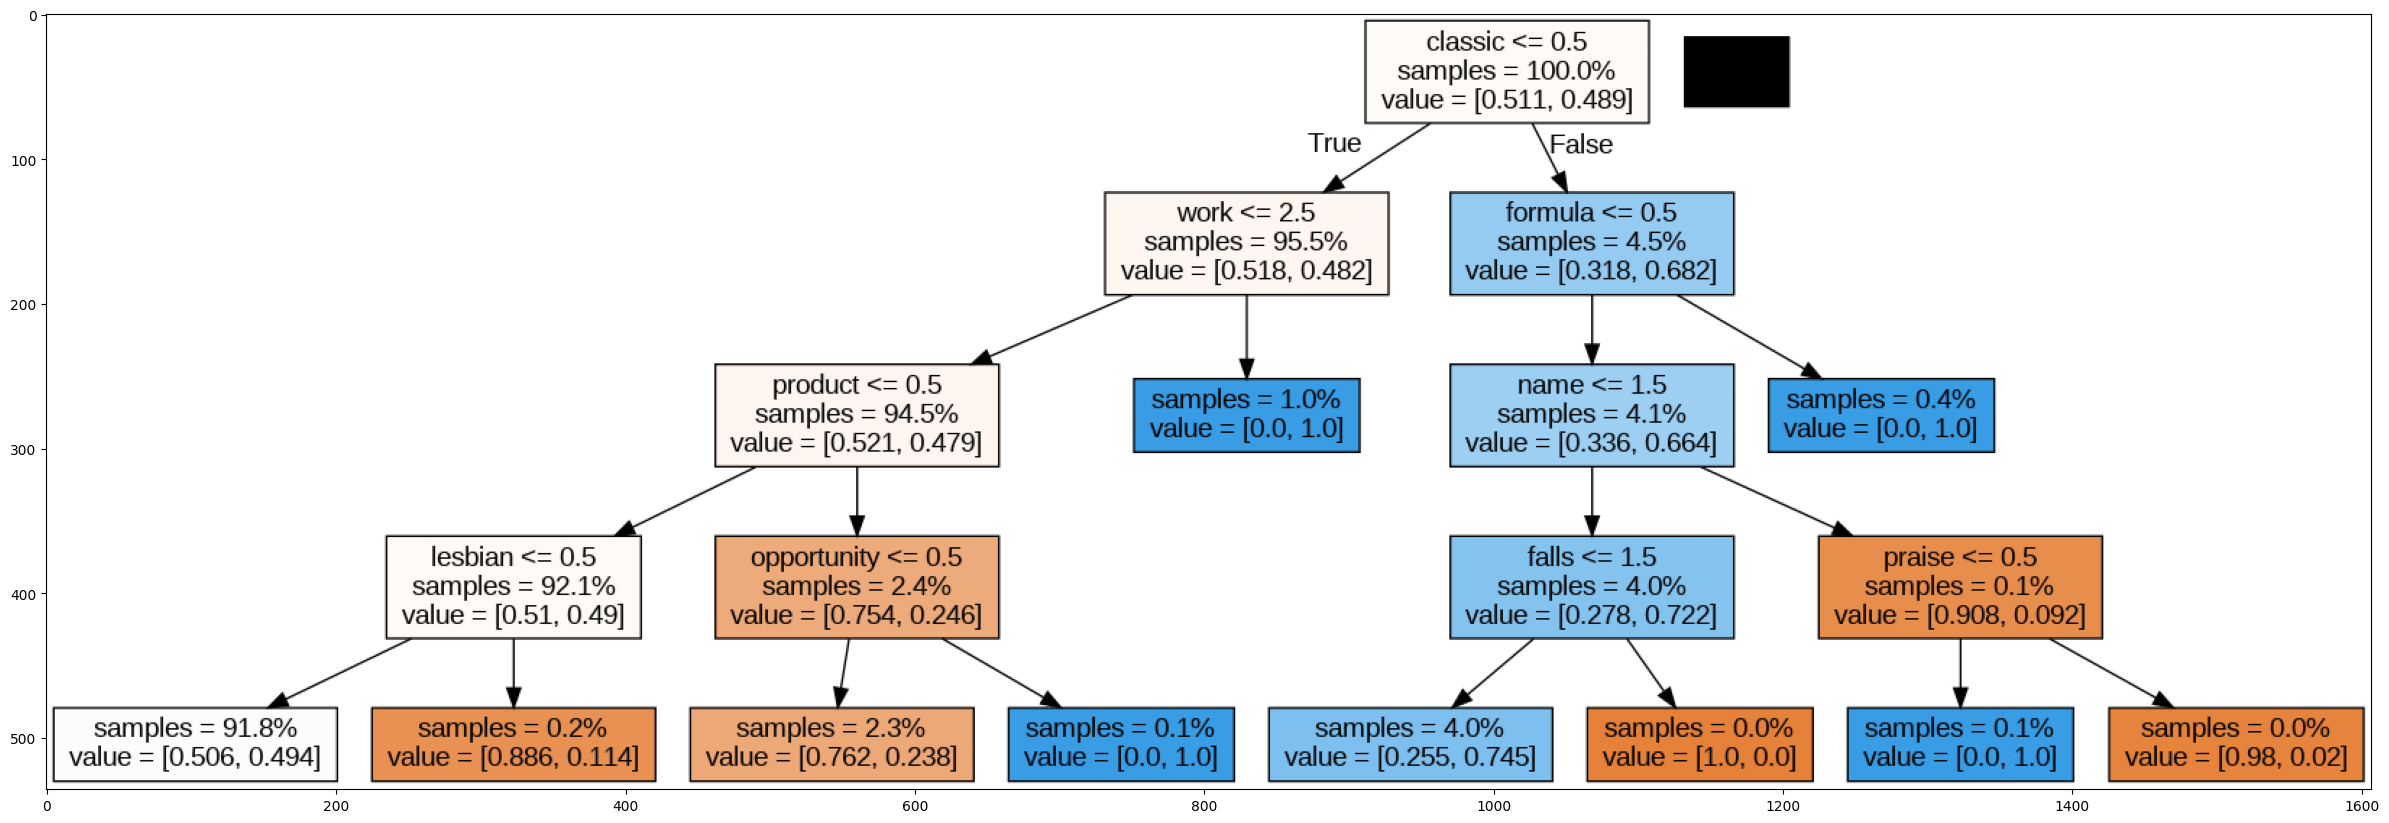 classic <= 0.5
samples = 100.0%
value = [0.511, 0.489]
True
False
work <= 2.5
samples = 95.5%
value = [0.518, 0.482]
formula <= 0.5
samples = 4.5%
value = [0.318, 0.682]
product <= 0.5
samples = 94.5%
value = [0.521, 0.479]
samples = 1.0%
value = [0.0, 1.0]
name <= 1.5
samples = 4.1%
value = [0.336, 0.664]
samples = 0.4%
value = [0.0, 1.0]
lesbian <= 0.5
samples = 92.1%
value = [0.51, 0.49]
opportunity <= 0.5
samples = 2.4%
value = [0.754, 0.246]
falls <= 1.5
samples = 4.0%
value = [0.278, 0.722]
praise <= 0.5
samples = 0.1%
value = [0.908, 0.092]
samples = 91.8%
value = [0.506, 0.494]
samples = 0.2%
value = [0.886, 0.114]
samples = 2.3%
value = [0.762, 0.238]
samples = 0.1%
value = [0.0, 1.0]
samples = 4.0%
value = [0.255, 0.745]
samples = 0.0%
value = [1.0, 0.0]
samples = 0.1%
value = [0.0, 1.0]
samples = 0.0%
value = [0.98, 0.02]
0
100
200
300
400
500
0
200
400
600
800
1000
1200
1400
1600